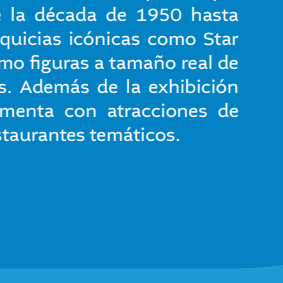 la década de 1950 hasta
quicias icónicas como Star
mo figuras a tamaño real de
s. Además de la exhibición
menta con atracciones de
staurantes temáticos.